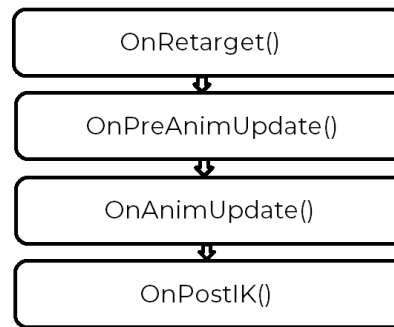 OnRetarget()
OnPreAnimUpdate()
OnAnimUpdate()
OnPostIK()